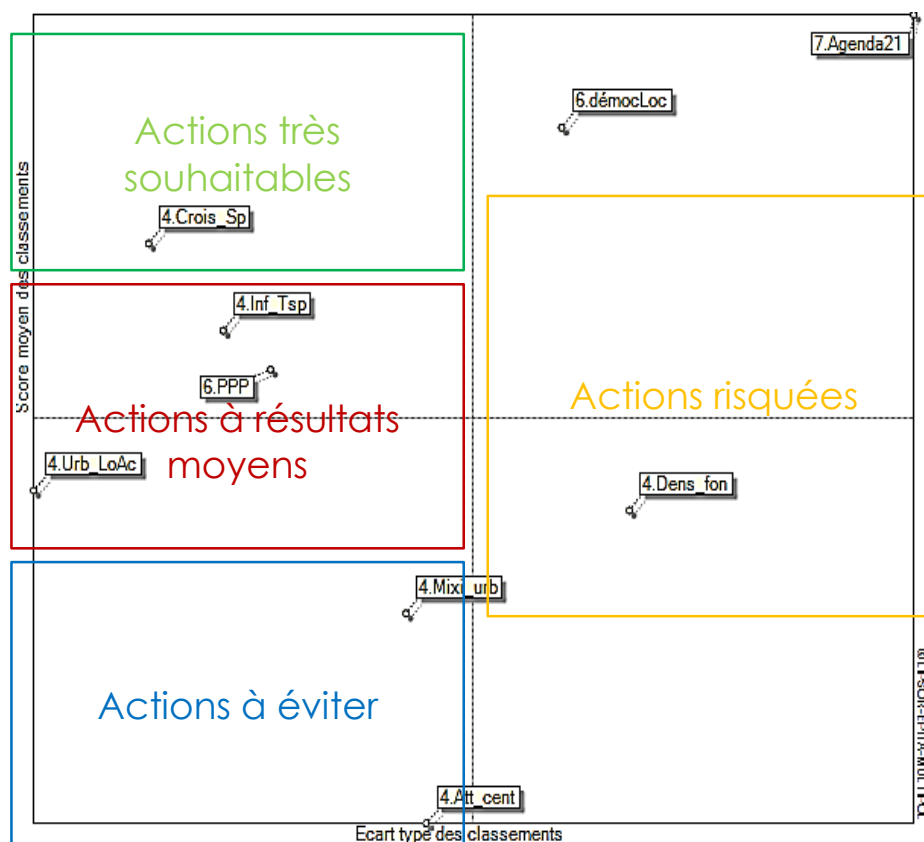 7.Agenda21
6.démocLoc
Actions très
souhaitables
4.Crois_Sp
Score moyen des classements
4.Inf_Tsp
6.PPP
Actions risquées
Actions à résultats
moyens
4.Urb_LoAc
4.Dens_fon
4.Mixi_urb
Actions à éviter
4.Att_cent
Ecart type des classements